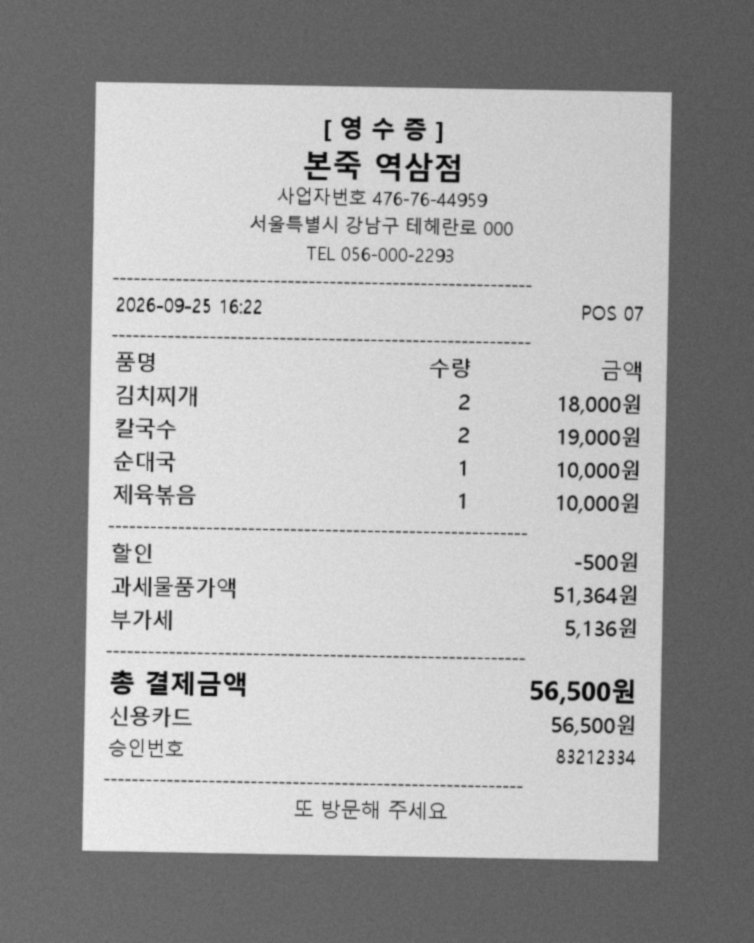 [ 영 수 증 ]
본죽 역삼점
사업자번호 476-76-44959
서울특별시 강남구 테헤란로 000
TEL 056-000-2293
2026-09-25 16:22 POS 07
품명 수량 금액
김치찌개 2 18,000원
칼국수 2 19,000원
순대국 1 10,000원
제육볶음 1 10,000원
할인 -500원
과세물품가액 51,364원
부가세 5,136원
총 결제금액 56,500원
신용카드 56,500원
승인번호 83212334
또 방문해 주세요